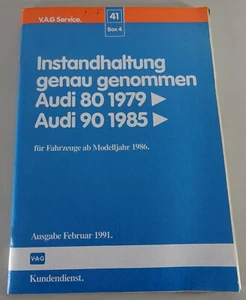 V.A.G Service.
41
Box 4
Instandhaltung
genau genommen
Audi 80 1979 ►
Audi 90 1985 ►
für Fahrzeuge ab Modelljahr 1986.
Ausgabe Februar 1991.
V·A·G
Kundendienst.